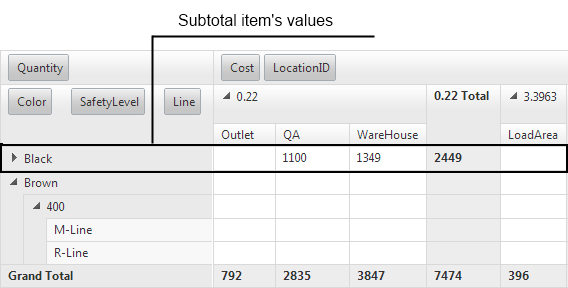 Subtotal item's values
Quantity Cost LocationID
Color SafetyLevel Line 0.22 0.22 Total 3.3963
Outlet QA WareHouse LoadArea
Black 1100 1349 2449
Brown
400
M-Line
R-Line
Grand Total 792 2835 3847 7474 396